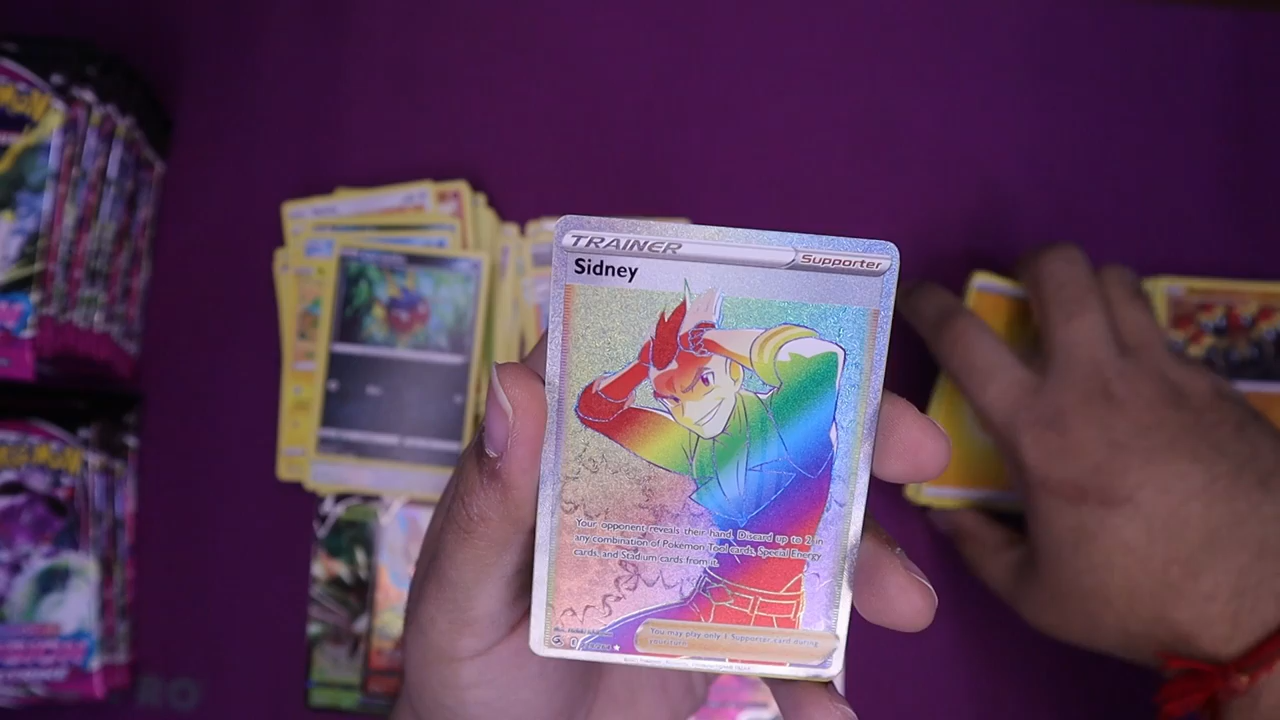 TRAINER
Supporter
Sidney
Your opponent reveals their hand. Discard up to 2 in
any combination of Pokémon Tool cards, Special Energy
cards, and Stadium cards from it.
You may play only 1 Supporter card during
your turn.
RO